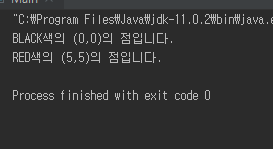 "C:\Program Files\Java\jdk-11.0.2\bin\java.e
BLACK색의 (0,0)의 점입니다.
RED색의 (5,5)의 점입니다.
Process finished with exit code 0